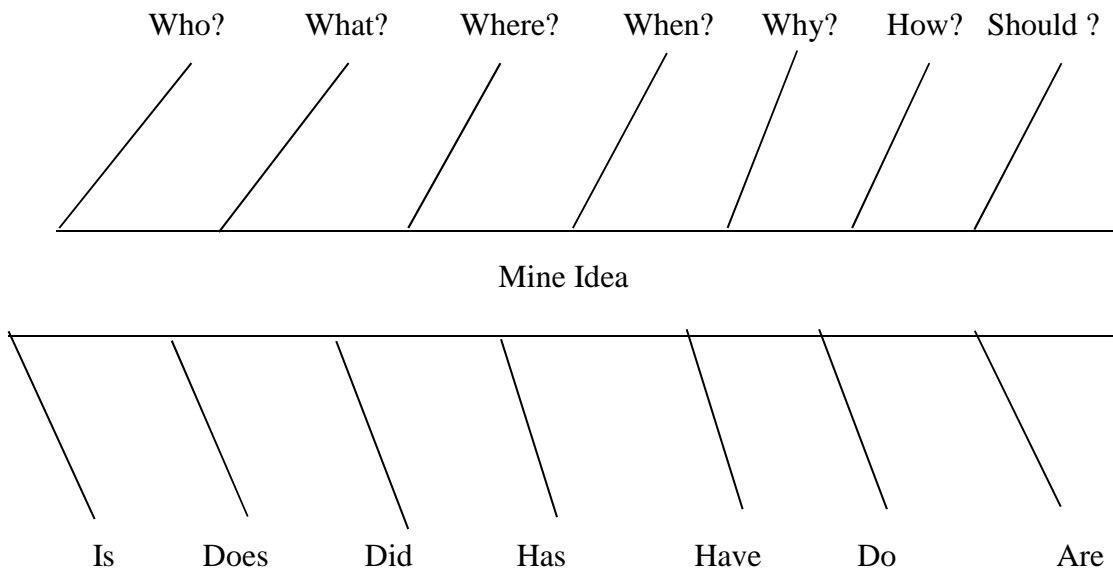 Who? What? Where? When? Why? How? Should ?
Mine Idea
Is Does Did Has Have Do Are